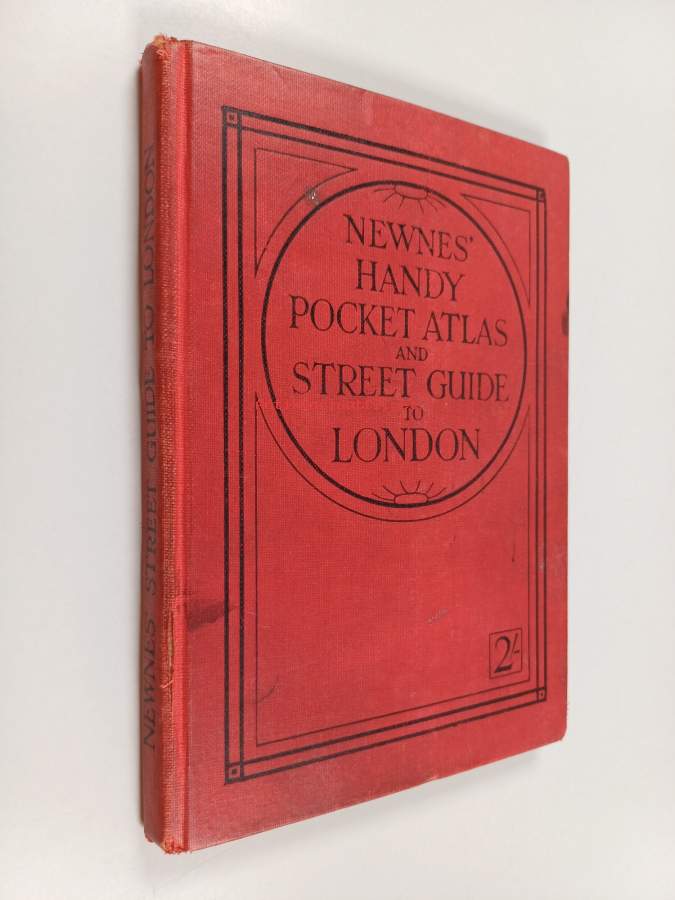 NEWNES' STREET GUIDE TO LONDON
NEWNES'
HANDY
POCKET ATLAS
AND
STREET GUIDE
TO
LONDON
2/-